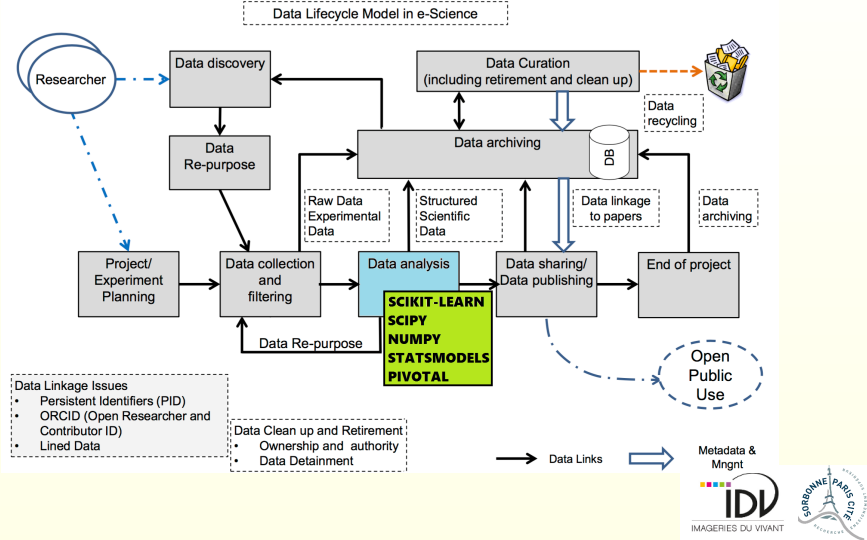 Data Lifecycle Model in e-Science
Researcher
Data discovery
Data Curation
(including retirement and clean up)
Data
recycling
Data
Re-purpose
Data archiving
DB
Raw Data
Experimental
Data
Structured
Scientific
Data
Data linkage
to papers
Data
archiving
Project/
Experiment
Planning
Data collection
and
filtering
Data analysis
Data sharing/
Data publishing
End of project
SCIKIT-LEARN
SCIPY
NUMPY
STATSMODELS
PIVOTAL
Data Re-purpose
Open
Public
Use
Data Linkage Issues
• Persistent Identifiers (PID)
• ORCID (Open Researcher and
Contributor ID)
• Lined Data
Data Clean up and Retirement
• Ownership and authority
• Data Detainment
Data Links
Metadata &
Mngnt
IDV
IMAGERIES DU VIVANT
SORBONNE PARIS CITÉ